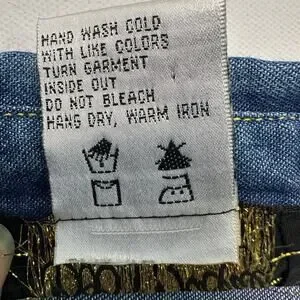 HAND WASH COLD
WITH LIKE COLORS
TURN GARMENT
INSIDE OUT
DO NOT BLEACH
HANG DRY, WARM IRON